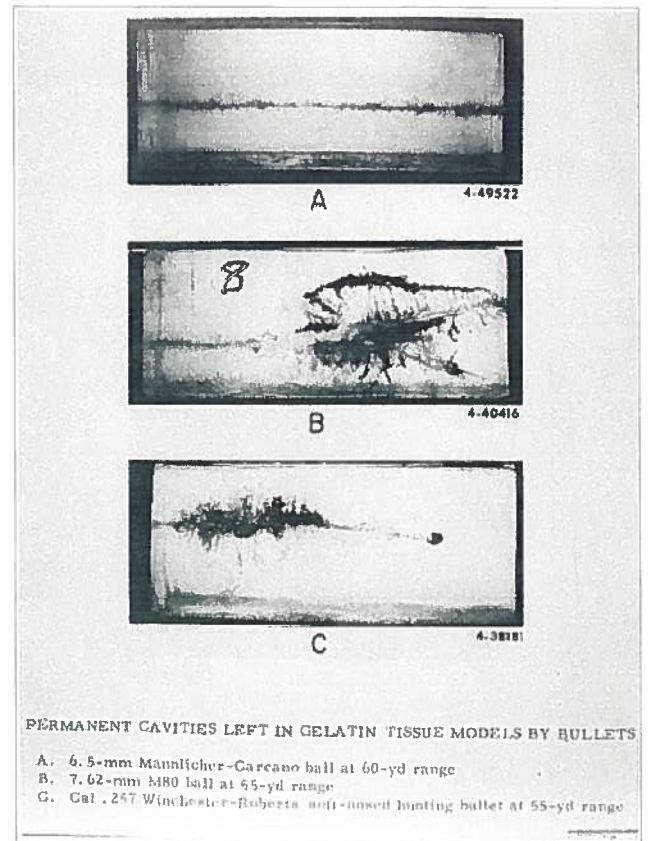 4-49522
A
8
4-40416
B
4-38181
C
PERMANENT CAVITIES LEFT IN GELATIN TISSUE MODELS BY BULLETS
A. 6.5-mm Mannlicher-Carcano ball at 60-yd range
B. 7.62-mm M80 ball at 55-yd range
C. Cal .257 Winchester-Roberts soft-nosed hunting bullet at 55-yd range